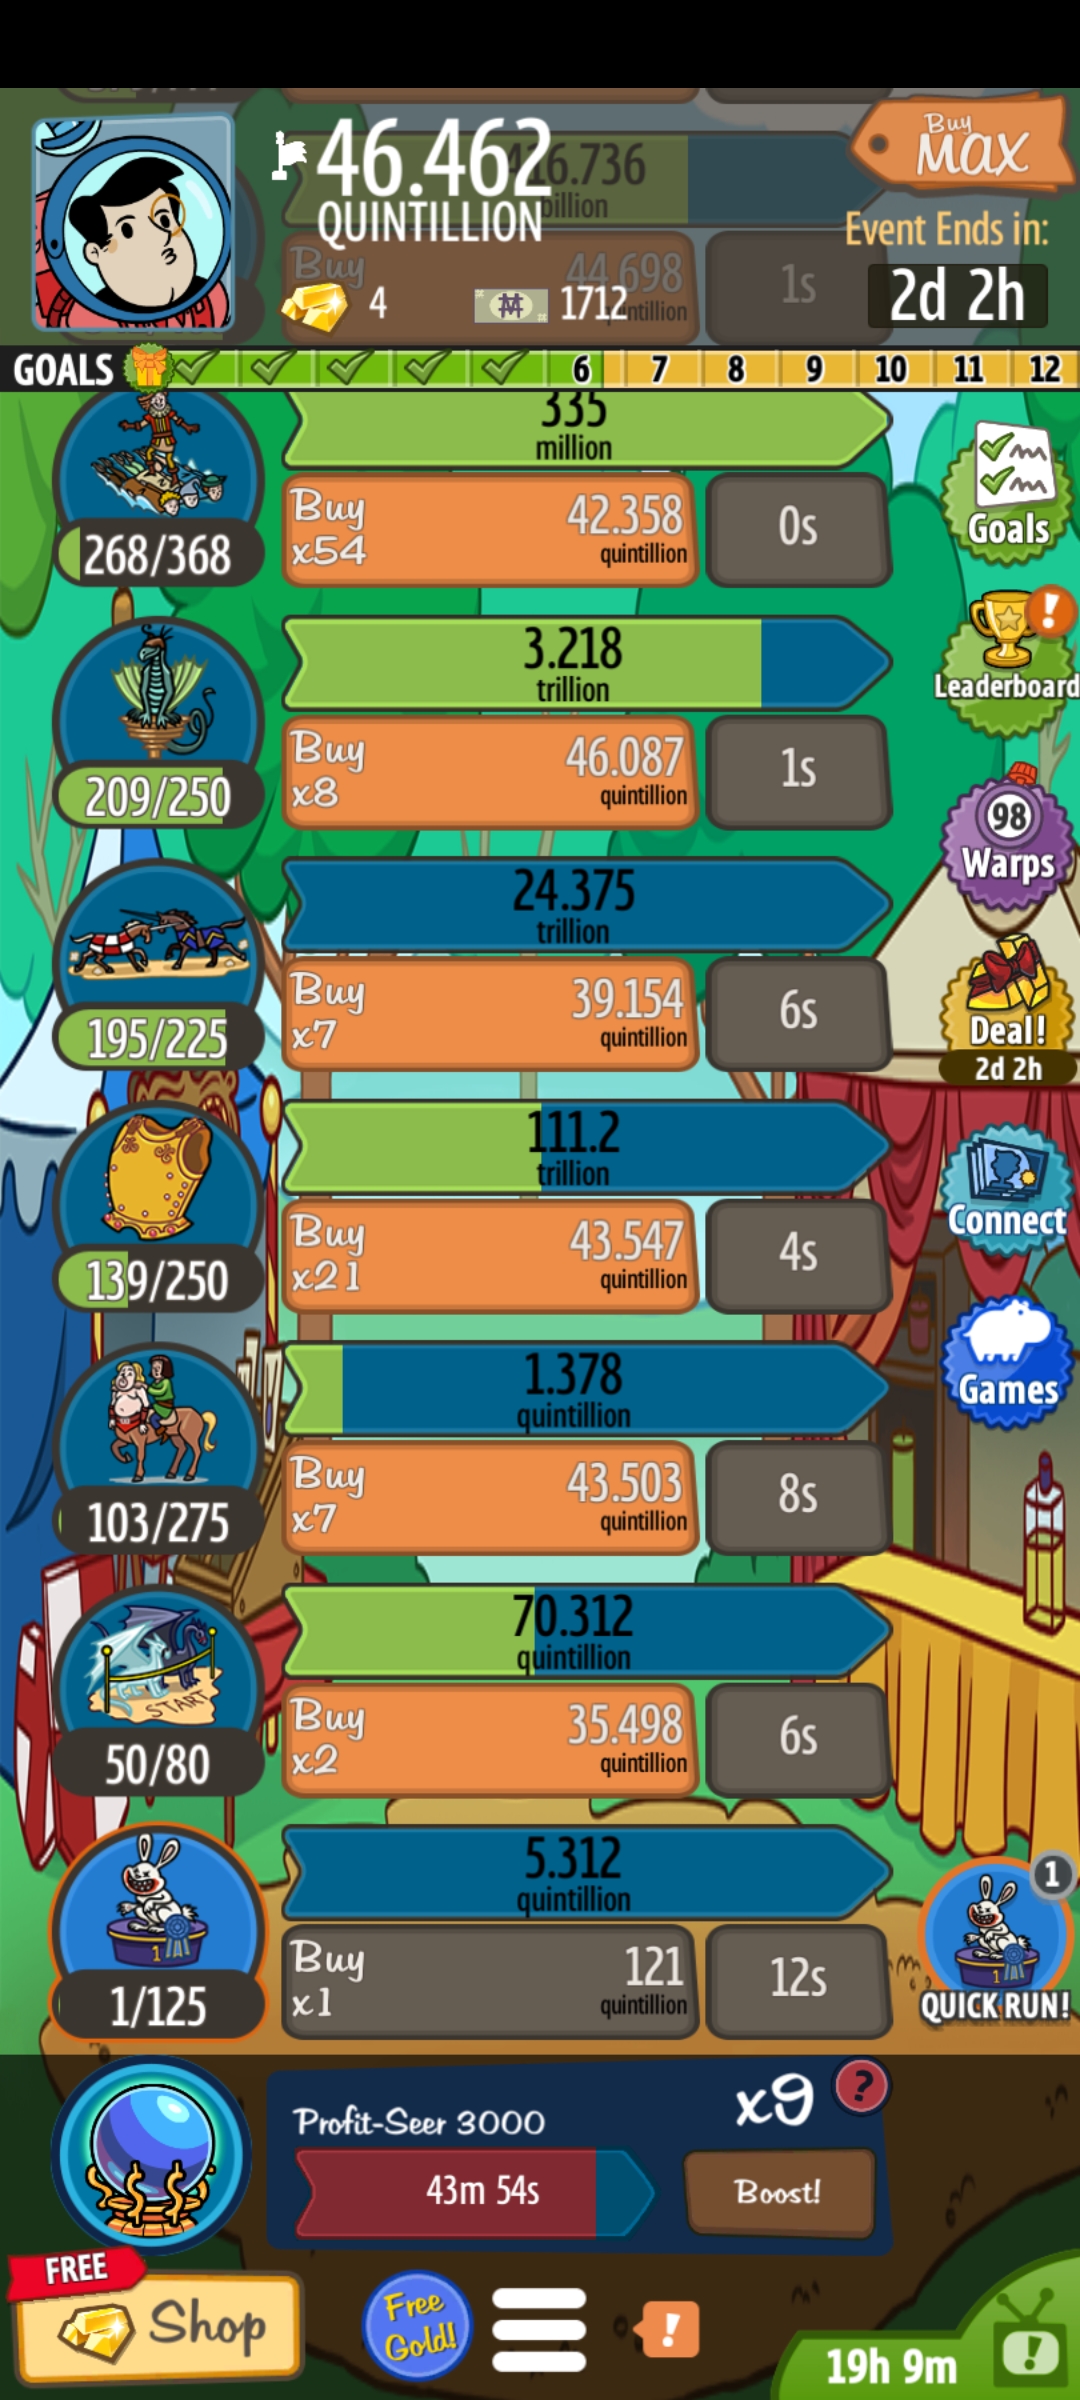 46.462
QUINTILLION
Buy
MAX
Event Ends in:
2d 2h
4
1712
billion
Buy
44.698
1s
GOALS
6
7
8
9
10
11
12
335
million
Buy
x54
42.358
quintillion
0s
268/368
Goals
3.218
trillion
Buy
x8
46.087
quintillion
1s
209/250
!
Leaderboard
98
Warps
24.375
trillion
Buy
x7
39.154
quintillion
6s
195/225
Deal!
2d 2h
111.2
trillion
Buy
x21
43.547
quintillion
4s
139/250
Connect
1.378
quintillion
Buy
x7
43.503
quintillion
8s
103/275
Games
70.312
quintillion
START
Buy
x2
35.498
quintillion
6s
50/80
5.312
quintillion
1
Buy
x1
121
quintillion
12s
1/125
1
1
QUICK RUN!
Profit-Seer 3000
x9
?
43m 54s
Boost!
FREE
Shop
Free
Gold!
!
19h 9m
!